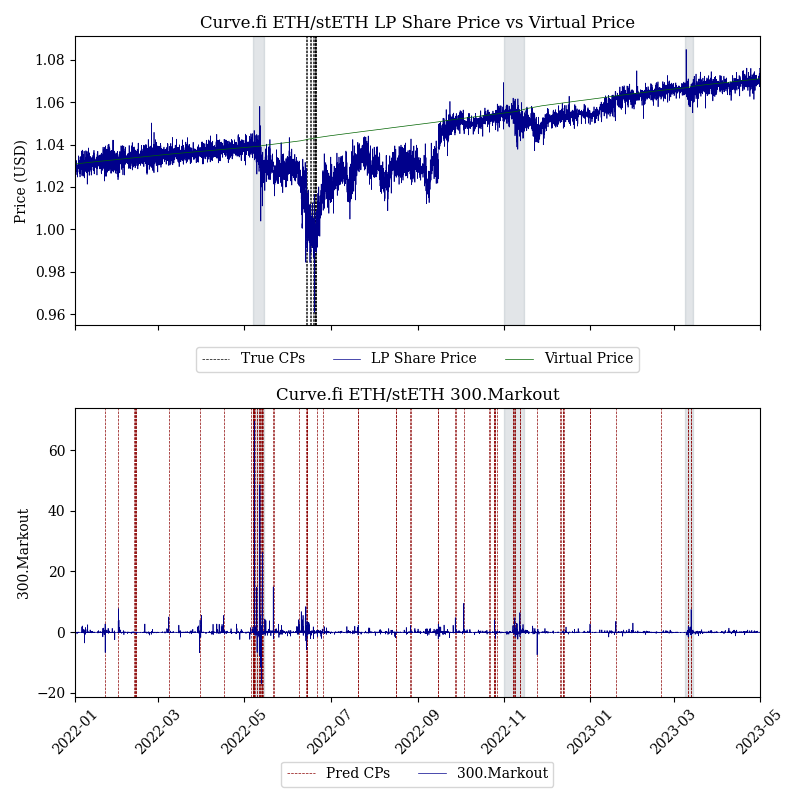 Curve.fi ETH/stETH LP Share Price vs Virtual Price
Price (USD)
1.08
1.06
1.04
1.02
1.00
0.98
0.96
True CPs LP Share Price Virtual Price
Curve.fi ETH/stETH 300.Markout
300.Markout
60
40
20
0
−20
2022-01 2022-03 2022-05 2022-07 2022-09 2022-11 2023-01 2023-03 2023-05
Pred CPs 300.Markout